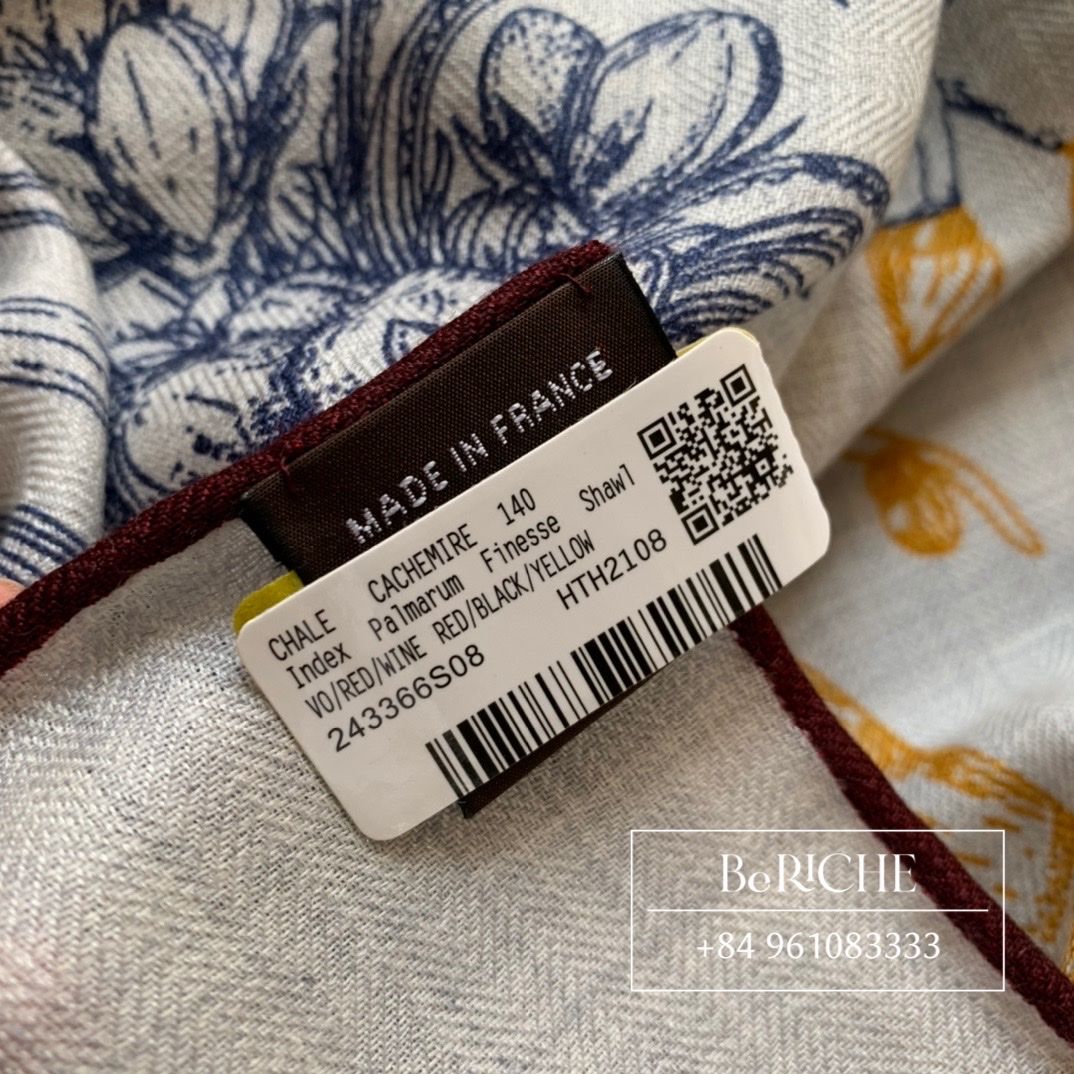 MADE IN FRANCE
CHALE CACHEMIRE 140
Index Palmarum Finesse Shawl
VO/RED/WINE RED/BLACK/YELLOW
243366S08 HTH2108
BeRICHE
+84 961083333